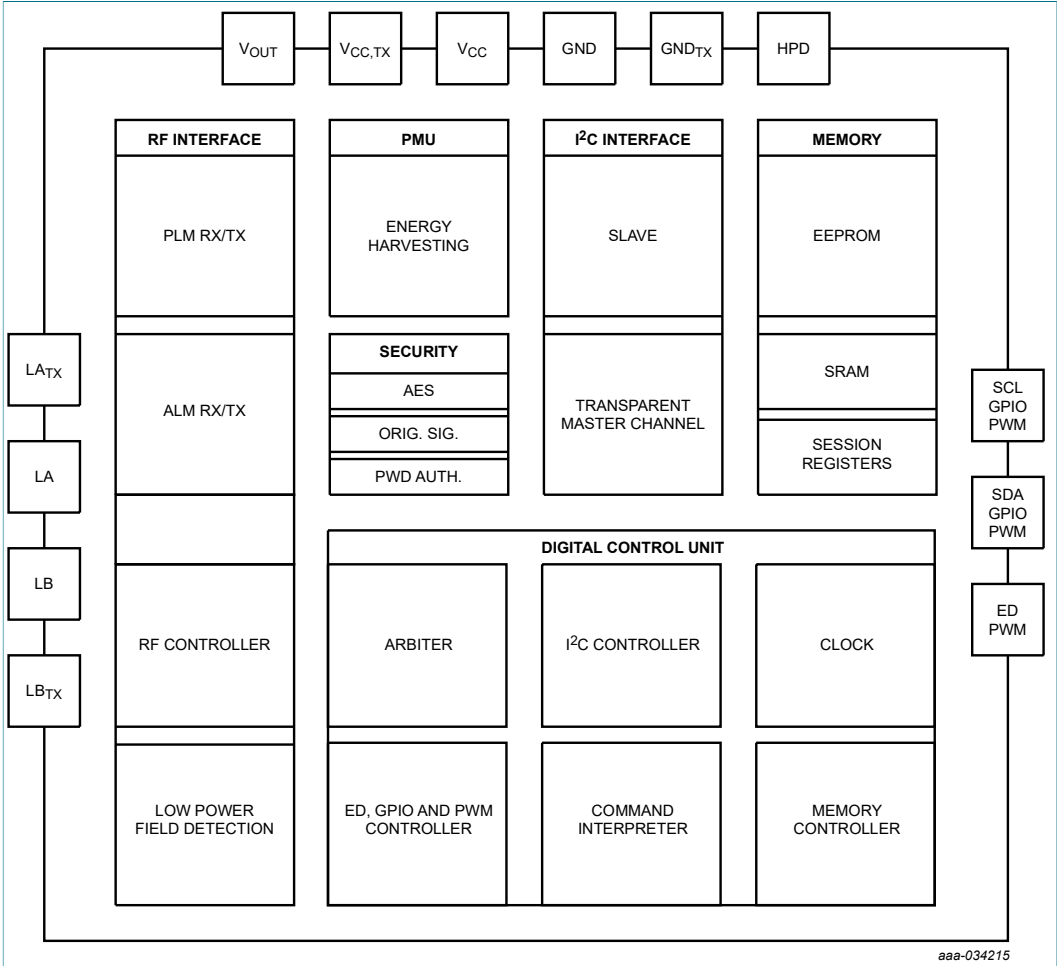 VOUT
VCC,TX
VCC
GND
GNDTX
HPD
RF INTERFACE
PLM RX/TX
ALM RX/TX
RF CONTROLLER
LOW POWER
FIELD DETECTION
PMU
ENERGY
HARVESTING
SECURITY
AES
ORIG. SIG.
PWD AUTH.
I2C INTERFACE
SLAVE
TRANSPARENT
MASTER CHANNEL
MEMORY
EEPROM
SRAM
SESSION
REGISTERS
DIGITAL CONTROL UNIT
ARBITER
I2C CONTROLLER
CLOCK
ED, GPIO AND PWM
CONTROLLER
COMMAND
INTERPRETER
MEMORY
CONTROLLER
LATX
LA
LB
LBTX
SCL
GPIO
PWM
SDA
GPIO
PWM
ED
PWM
aaa-034215